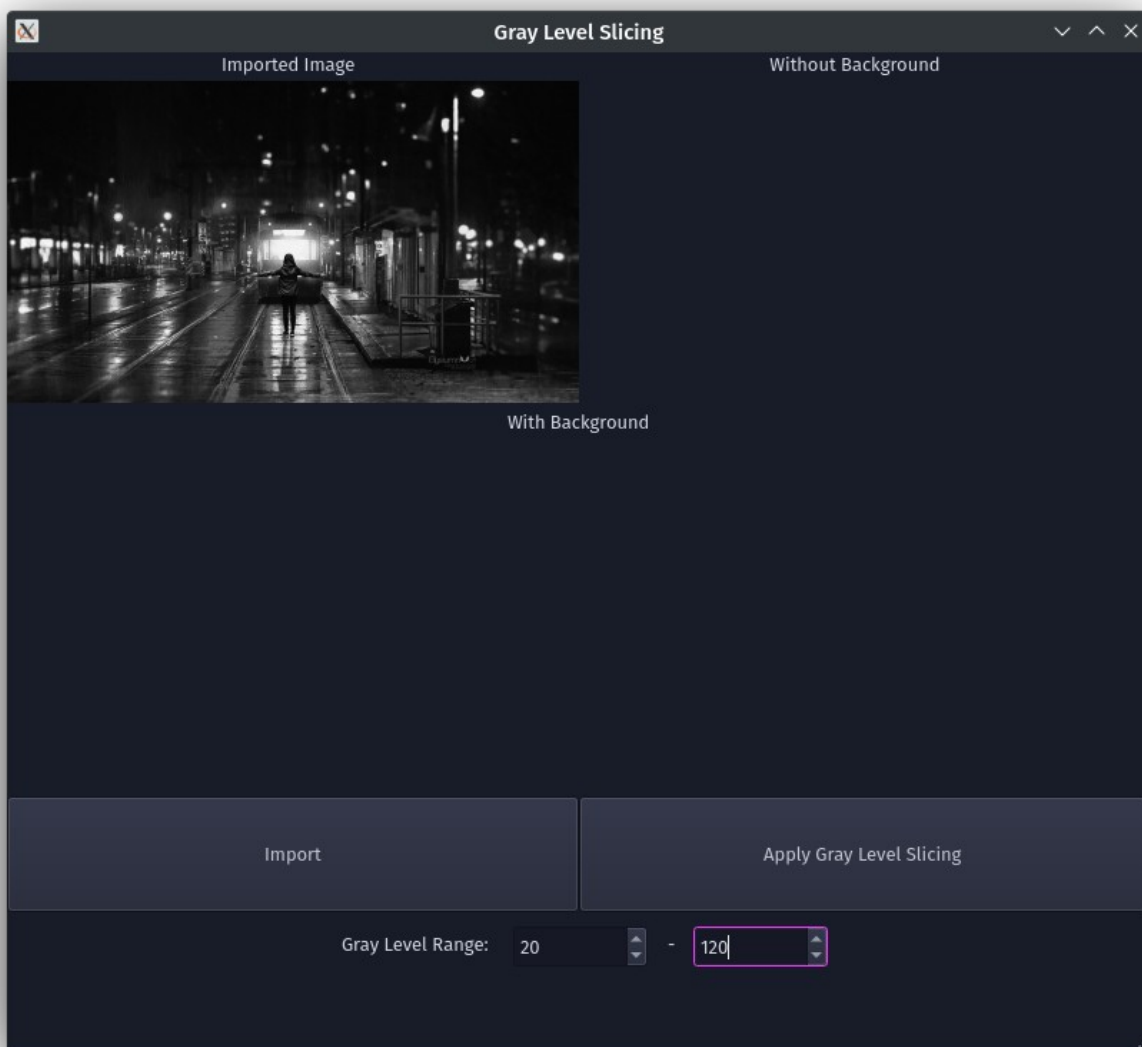 Gray Level Slicing
Imported Image
Without Background
With Background
Import
Apply Gray Level Slicing
Gray Level Range: 20 - 120